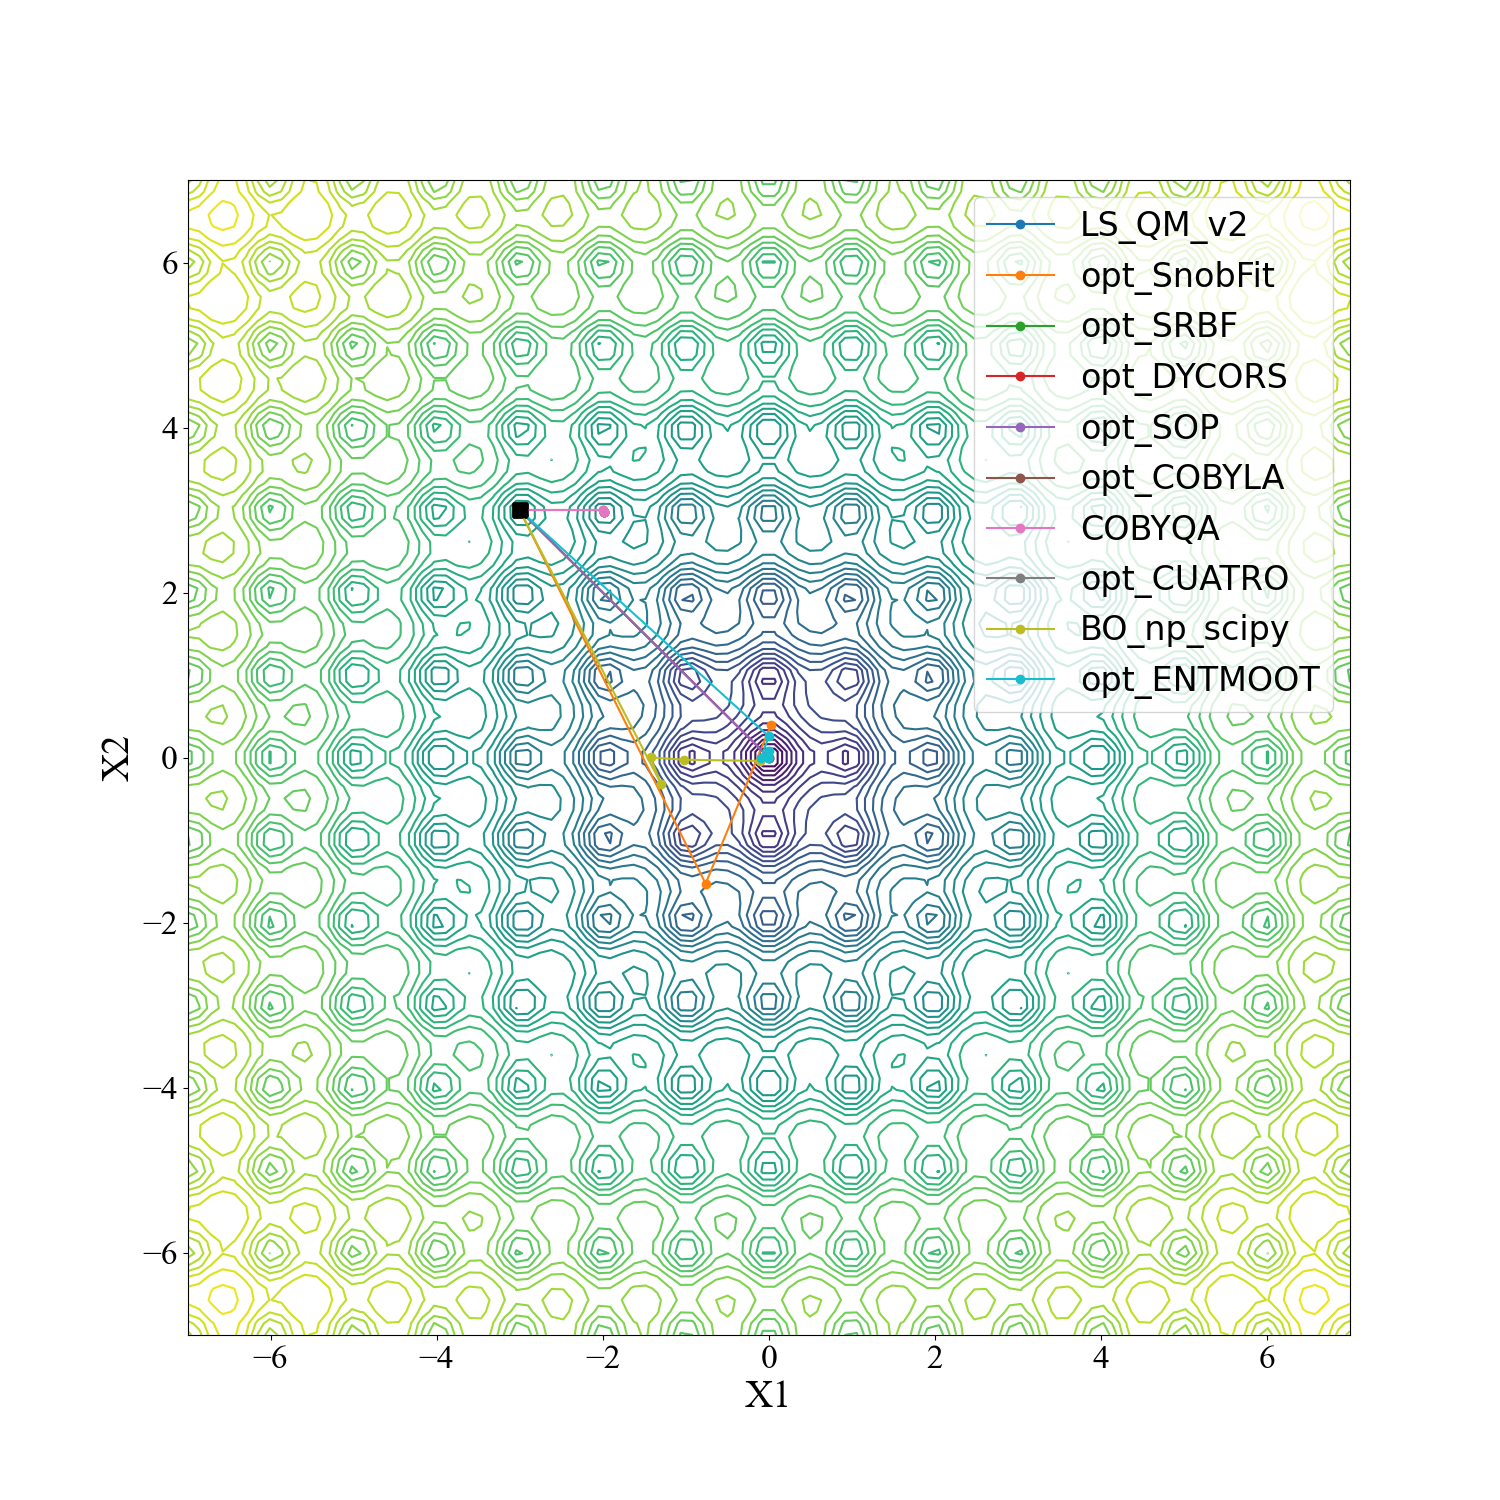 LS_QM_v2
opt_SnobFit
opt_SRBF
opt_DYCORS
opt_SOP
opt_COBYLA
COBYQA
opt_CUATRO
BO_np_scipy
opt_ENTMOOT
6
4
2
0
−2
−4
−6
X2
−6 −4 −2 0 2 4 6
X1